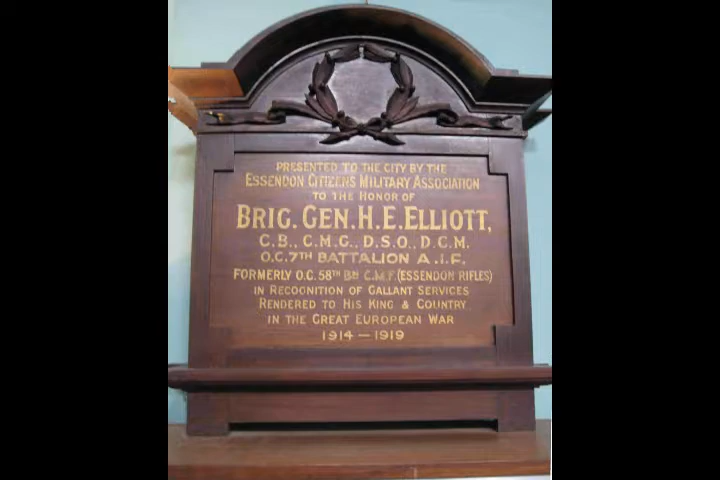 PRESENTED TO THE CITY BY THE
ESSENDON CITIZENS MILITARY ASSOCIATION
TO THE HONOR OF
BRIG. GEN. H. E. ELLIOTT,
C.B., C.M.G., D.S.O., D.C.M.
O.C. 7TH BATTALION A.I.F.
FORMERLY O.C. 58TH BN C.M.F. (ESSENDON RIFLES)
IN RECOGNITION OF GALLANT SERVICES
RENDERED TO HIS KING & COUNTRY
IN THE GREAT EUROPEAN WAR
1914 — 1919